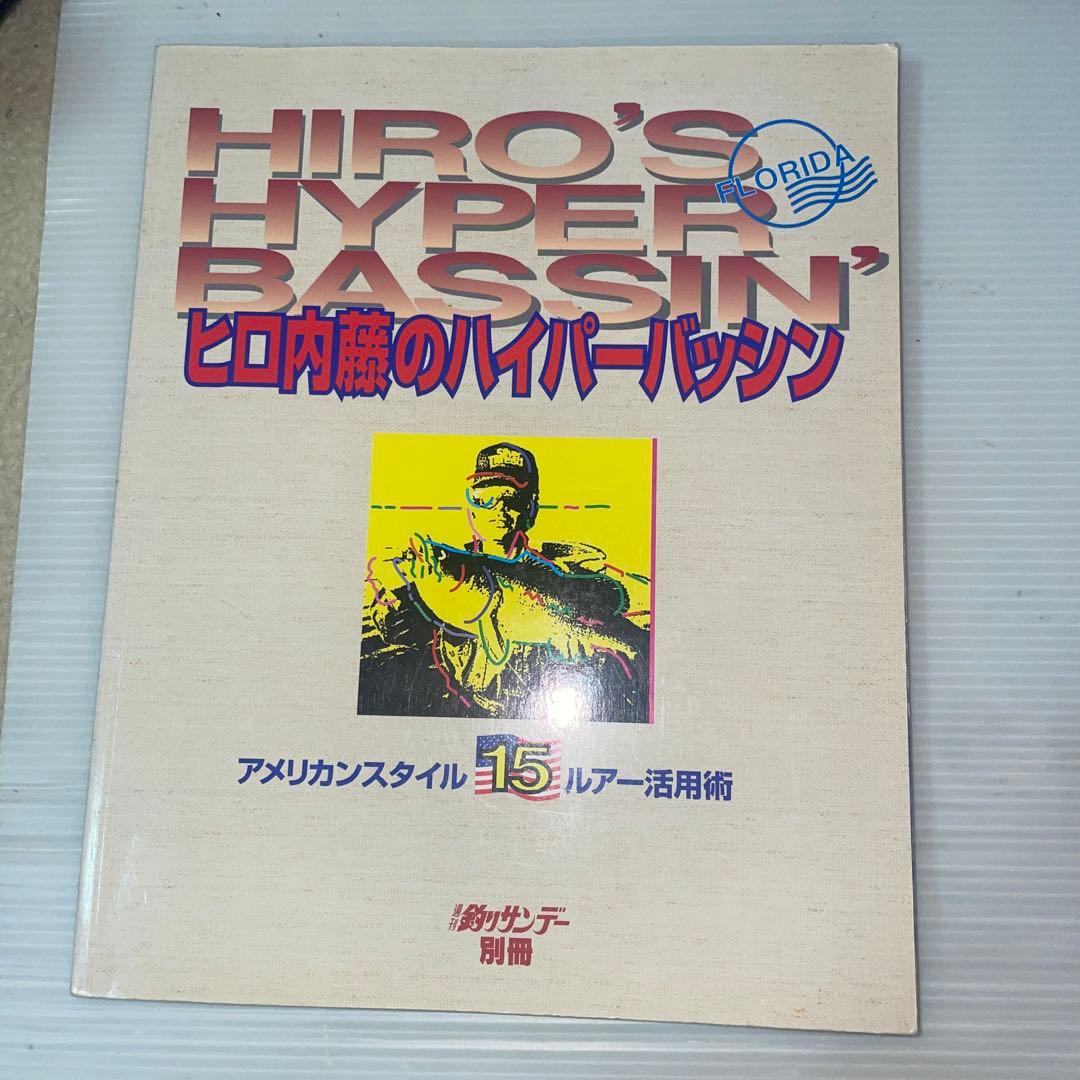 HIRO'S
HYPER
BASSIN'
FLORIDA
ヒロ内藤のハイパーバッシン
アメリカンスタイル15ルアー活用術
週刊釣りサンデー
別冊